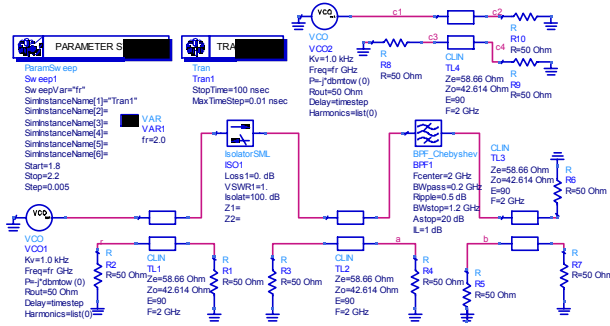 PARAMETER S
ParamSweep
Sweep1
SweepVar="fr"
SimInstanceName[1]="Tran1"
SimInstanceName[2]=
SimInstanceName[3]=
SimInstanceName[4]=
SimInstanceName[5]=
SimInstanceName[6]=
Start=1.8
Stop=2.2
Step=0.005
TRA
Tran
Tran1
StopTime=100 nsec
MaxTimeStep=0.01 nsec
VAR
VAR1
fr=2.0
VCO
VCO
VCO2
Kv=1.0 kHz
Freq=fr GHz
P=-j*dbmtow (0)
Rout=50 Ohm
Delay=timestep
Harmonics=list(0)
c1
c2
c3
c4
R
R10
R=50 Ohm
R
R8
R=50 Ohm
CLIN
TL4
Ze=58.66 Ohm
Zo=42.614 Ohm
E=90
F=2 GHz
R
R9
R=50 Ohm
IsolatorSML
ISO1
Loss1=0. dB
VSWR1=1.
Isolat=100. dB
Z1=
Z2=
BPF_Chebyshev
BPF1
Fcenter=2 GHz
BWpass=0.2 GHz
Ripple=0.5 dB
BWstop=1.2 GHz
Astop=20 dB
IL=1 dB
CLIN
TL3
Ze=58.66 Ohm
Zo=42.614 Ohm
E=90
F=2 GHz
R
R6
R=50 Ohm
VCO
VCO
VCO1
Kv=1.0 kHz
Freq=fr GHz
P=-j*dbmtow (0)
Rout=50 Ohm
Delay=timestep
Harmonics=list(0)
r
R
R2
R=50 Ohm
CLIN
TL1
Ze=58.66 Ohm
Zo=42.614 Ohm
E=90
F=2 GHz
R
R1
R=50 Ohm
R
R3
R=50 Ohm
CLIN
TL2
Ze=58.66 Ohm
Zo=42.614 Ohm
E=90
F=2 GHz
a
R
R4
R=50 Ohm
b
R
R5
R=50 Ohm
R
R7
R=50 Ohm